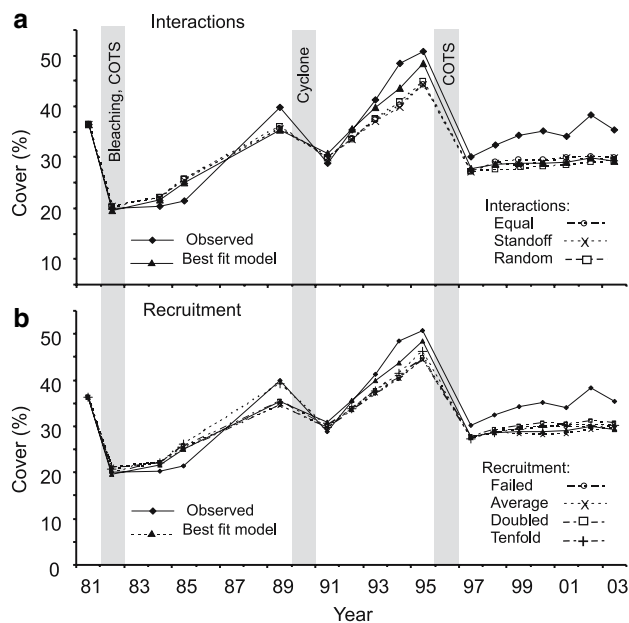 a
Interactions
50
40
30
20
10
Cover (%)
Bleaching, COTS
Cyclone
COTS
Observed
Best fit model
Interactions:
Equal
Standoff
Random
b
Recruitment
50
40
30
20
10
0
Cover (%)
Observed
Best fit model
Recruitment:
Failed
Average
Doubled
Tenfold
81 83 85 87 89 91 93 95 97 99 01 03
Year